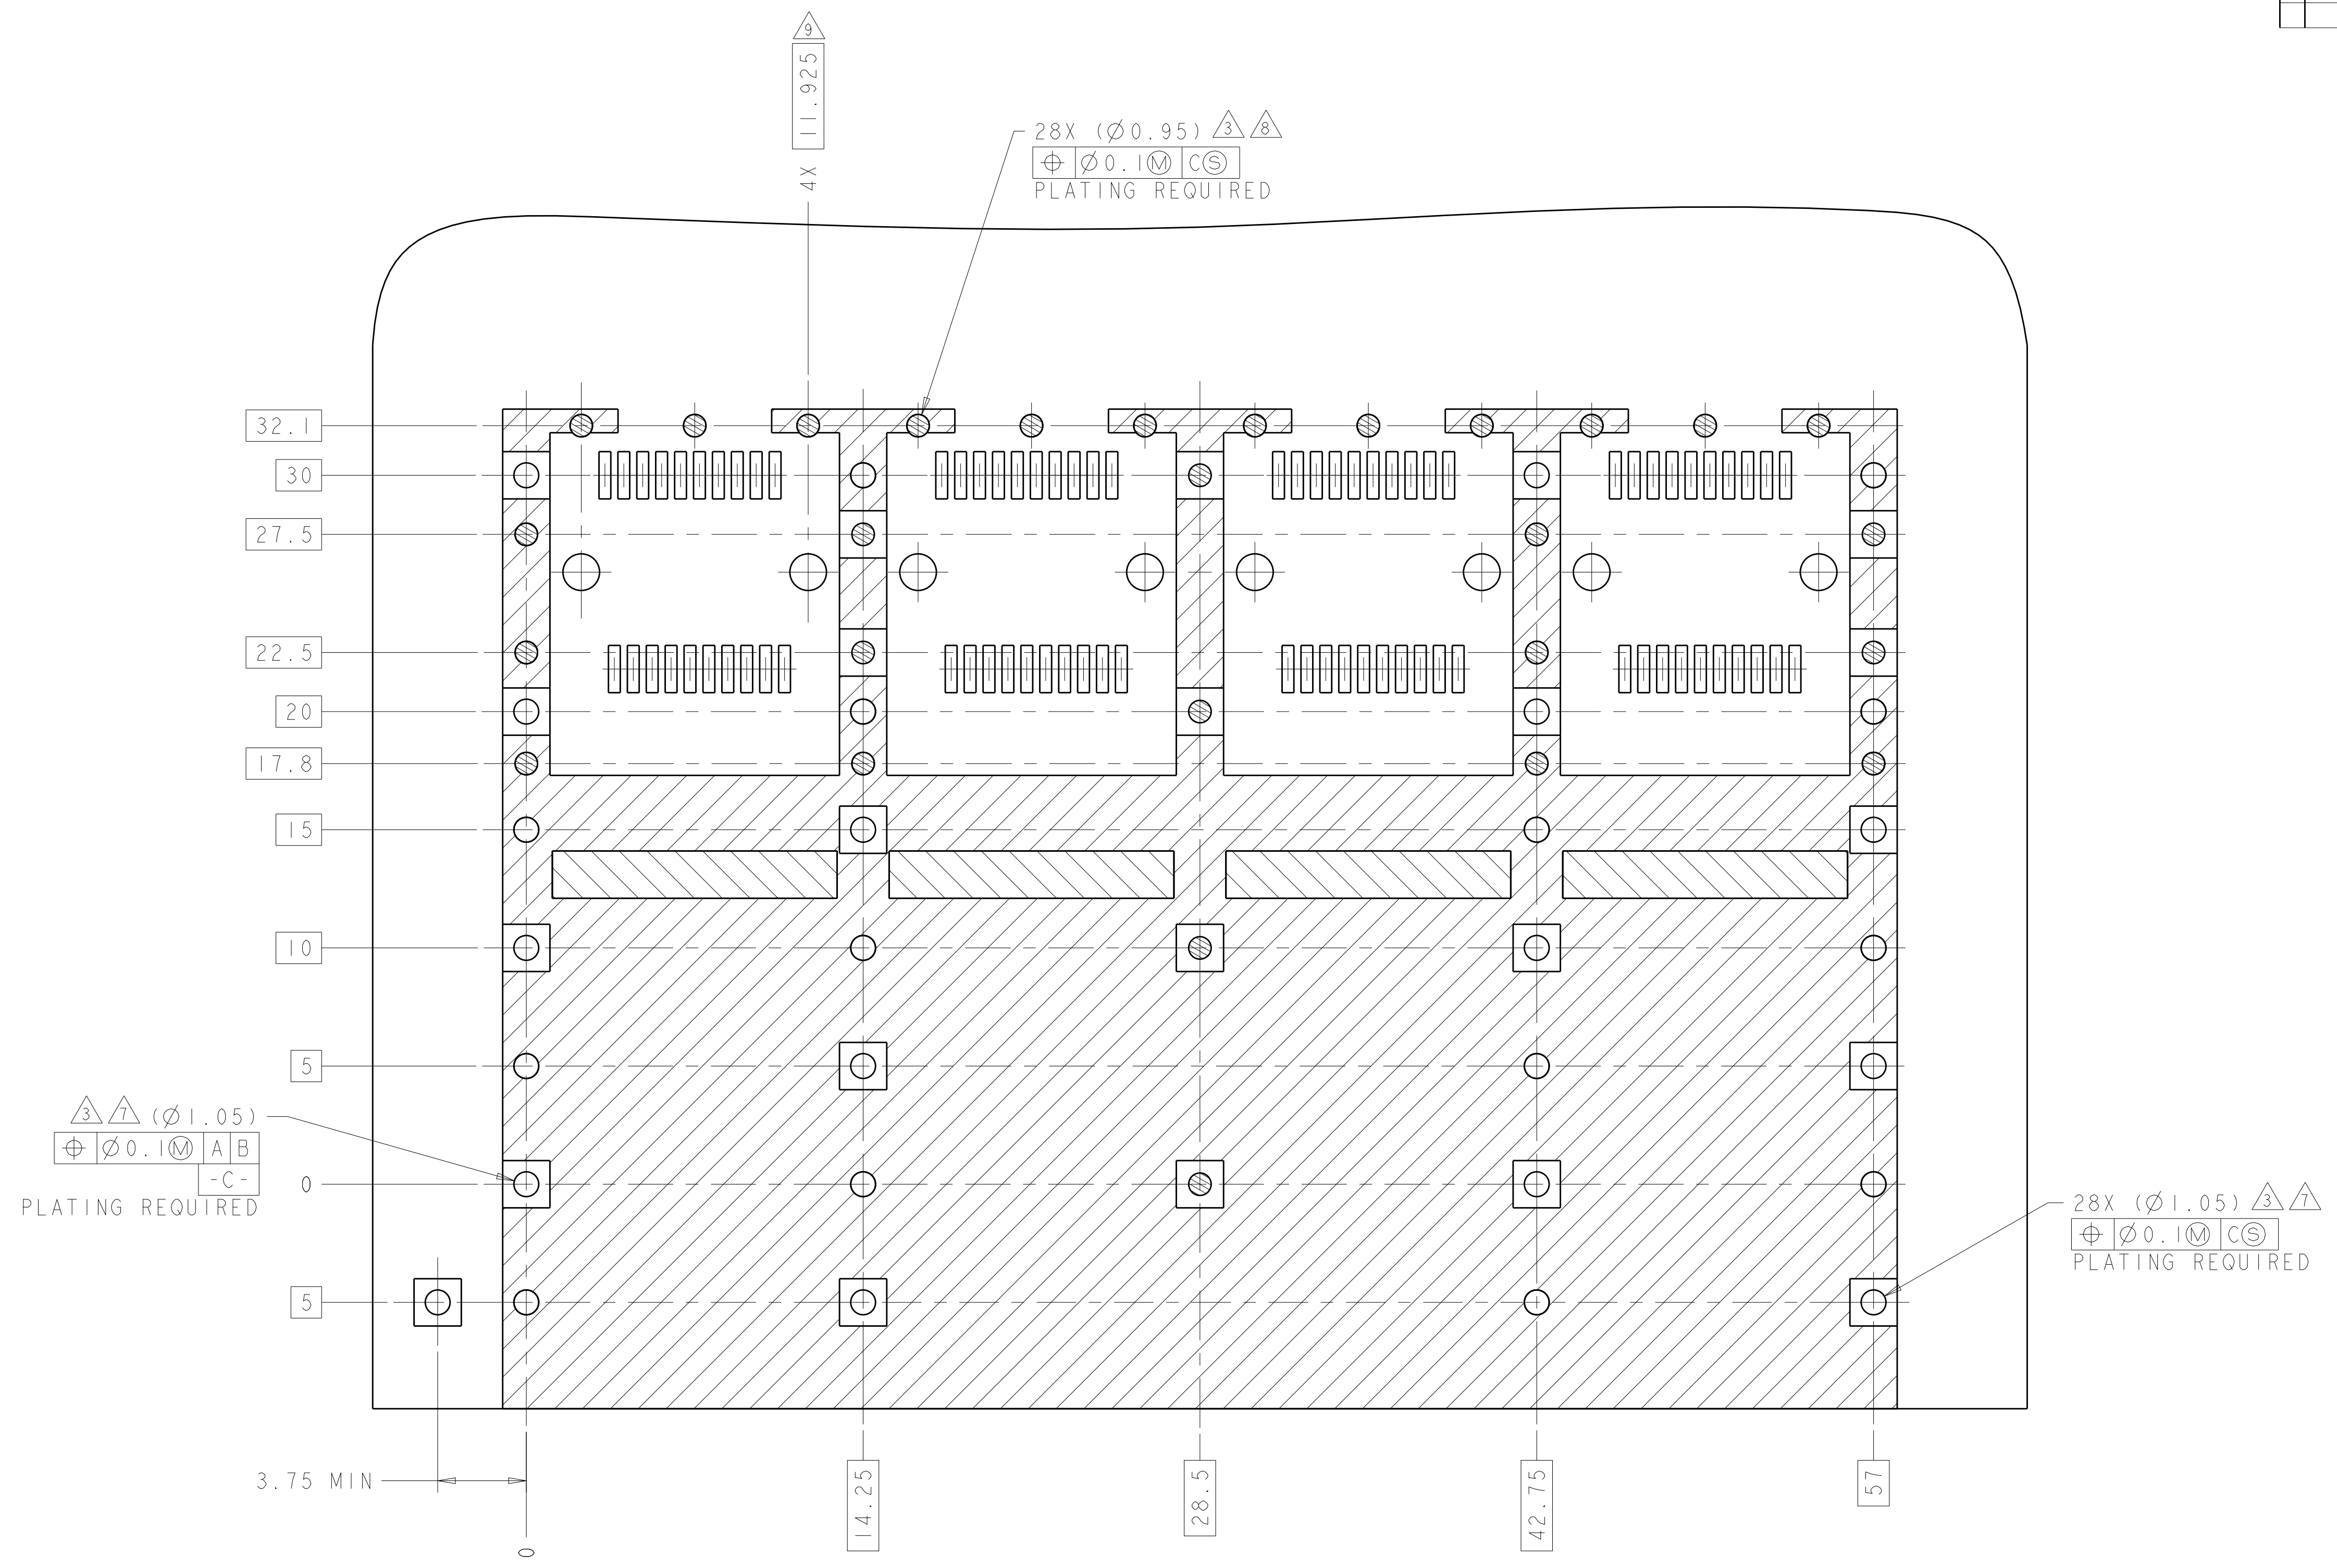 9
4X 11.925
28X (Ø0.95) 3 8
⌖ Ø0.1Ⓜ CⓈ
PLATING REQUIRED
32.1
30
27.5
22.5
20
17.8
15
10
5
3 7 (Ø1.05)
⌖ Ø0.1Ⓜ A B
-C-
PLATING REQUIRED
0
28X (Ø1.05) 3 7
⌖ Ø0.1Ⓜ CⓈ
PLATING REQUIRED
5
3.75 MIN
0
14.25
28.5
42.75
57